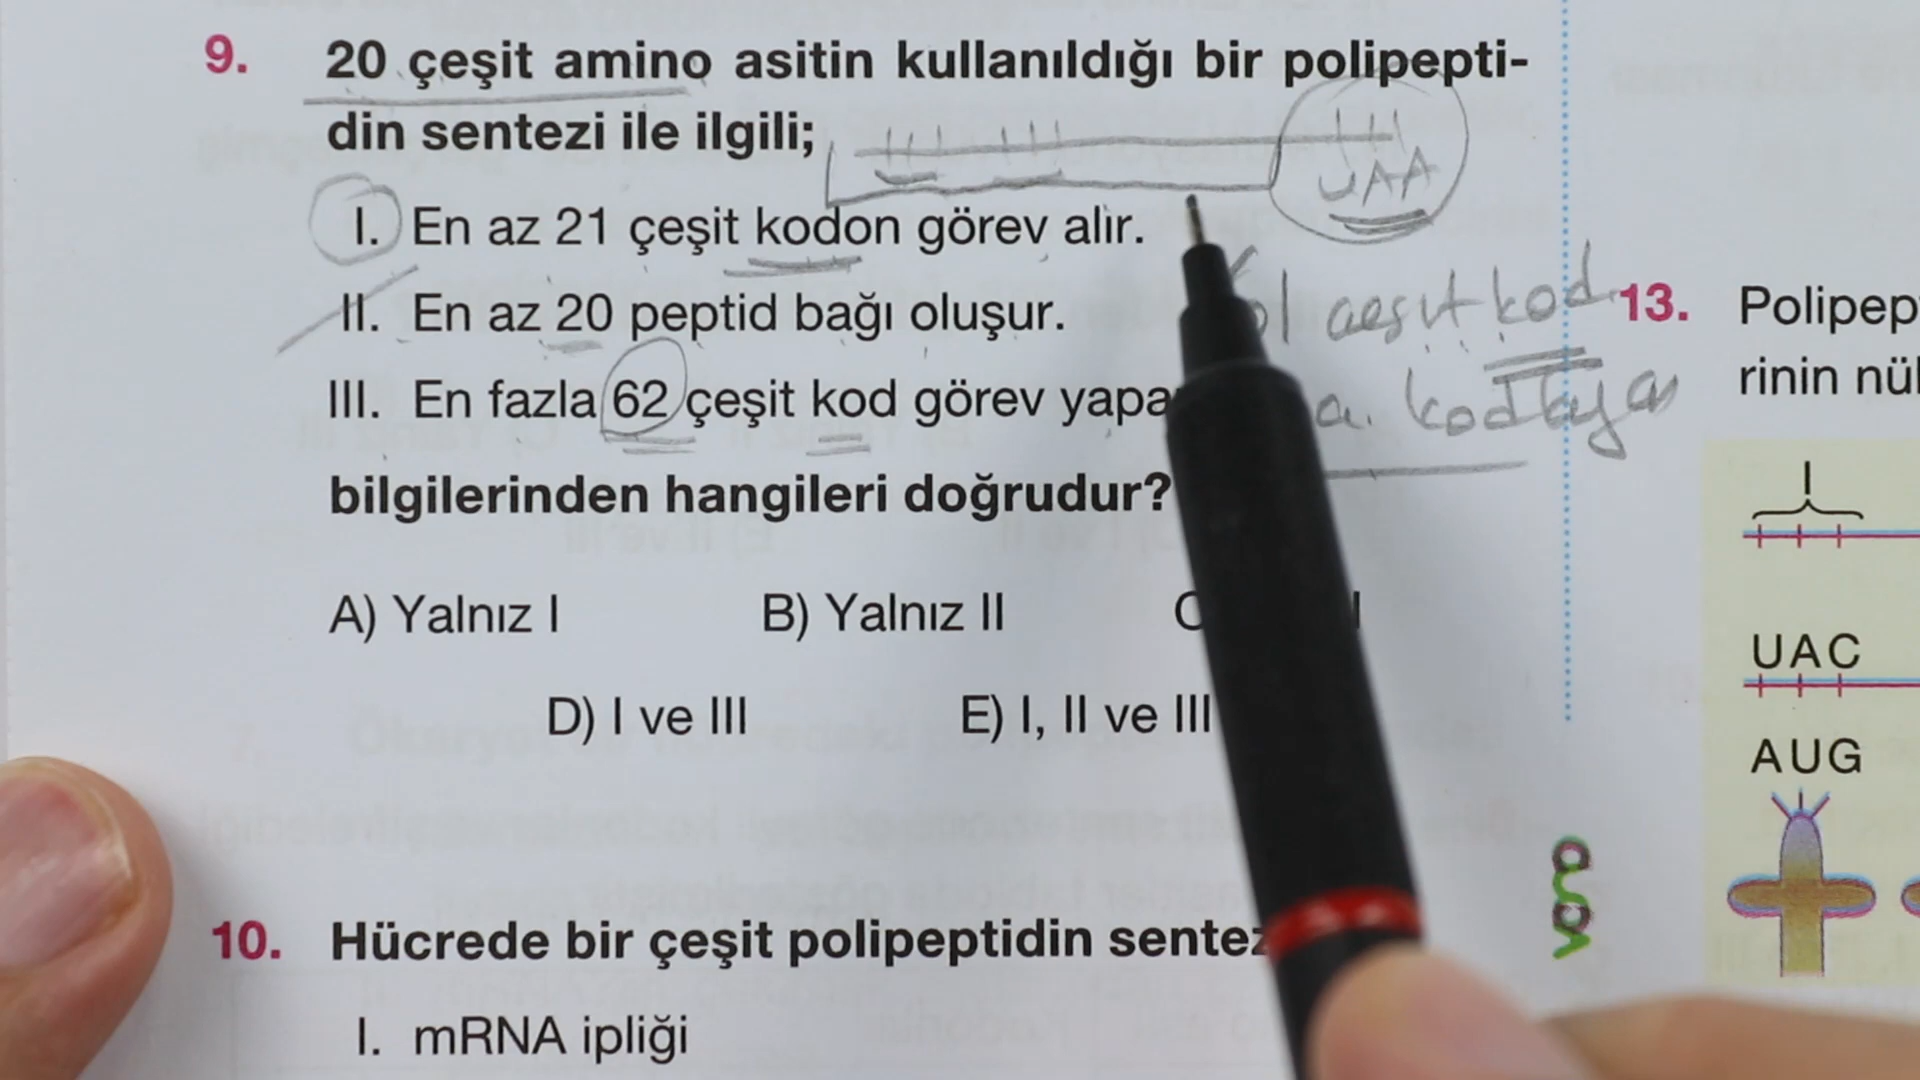 9. 20 çeşit amino asitin kullanıldığı bir polipepti-
din sentezi ile ilgili;
UAA
I. En az 21 çeşit kodon görev alır.
II. En az 20 peptid bağı oluşur.
çeşit kod
III. En fazla 62 çeşit kod görev yapa
a. kodlayan
bilgilerinden hangileri doğrudur?
A) Yalnız I B) Yalnız II C I
D) I ve III E) I, II ve III
10. Hücrede bir çeşit polipeptidin sentez
I. mRNA ipliği
13. Polipep
rinin nül
I
UAC
AUG